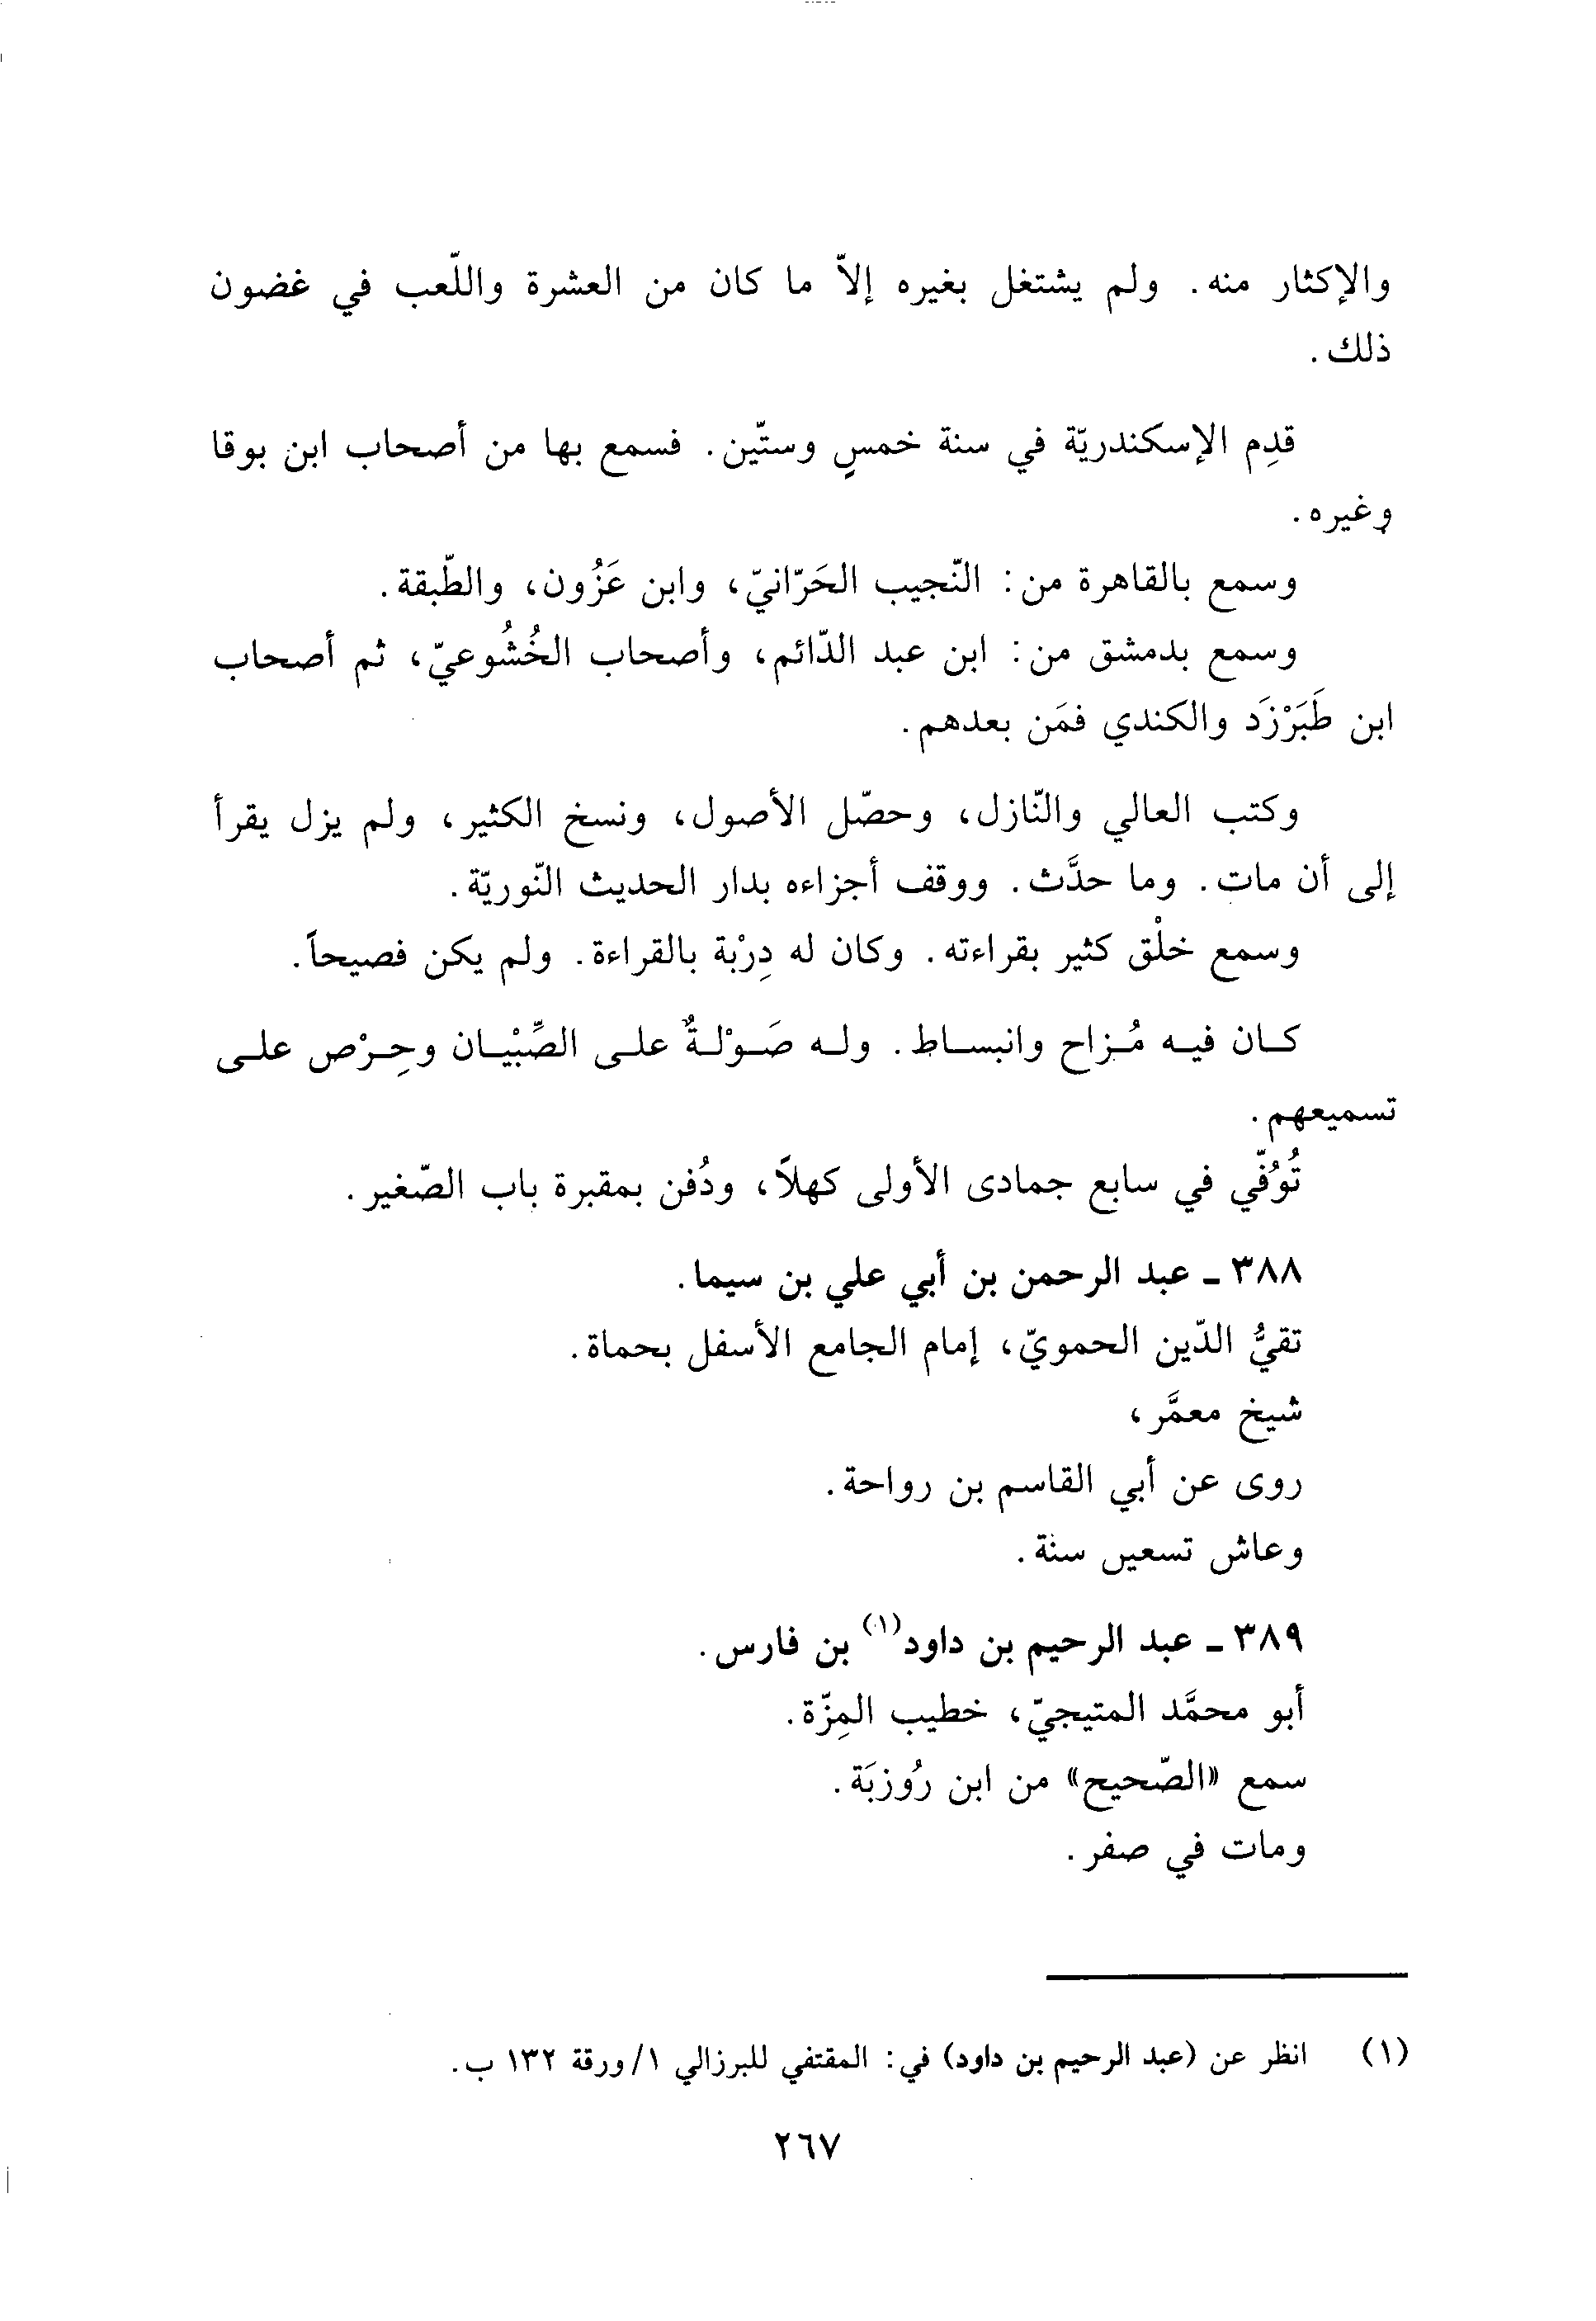 والإكثار منه. ولم يشتغل بغيره إلاّ ما كان من العشرة واللّعب في غضون
ذلك.
قدِم الإسكندريّة في سنة خمسٍ وستّين. فسمع بها من أصحاب ابن بوقا
وغيره.
وسمع بالقاهرة من: النّجيب الحَرّانيّ، وابن عَزُون، والطّبقة.
وسمع بدمشق من: ابن عبد الدّائم، وأصحاب الخُشُوعيّ، ثم أصحاب
ابن طَبَرْزَد والكندي فمَن بعدهم.
وكتب العالي والنّازل، وحصّل الأصول، ونسخ الكثير، ولم يزل يقرأ
إلى أن مات. وما حدَّث. ووقف أجزاءه بدار الحديث النّوريّة.
وسمع خلْق كثير بقراءته. وكان له دِرْبة بالقراءة. ولم يكن فصيحاً.
كان فيه مُزاح وانبساط. وله صَوْلةٌ على الصِّبْيان وحِرْص على
تسميعهم.
تُوُفّي في سابع جمادى الأولى كهلاً، ودُفن بمقبرة باب الصّغير.
٣٨٨ ـ عبد الرحمن بن أبي علي بن سيما.
تقيُّ الدّين الحمويّ، إمام الجامع الأسفل بحماة.
شيخ معمَّر،
روى عن أبي القاسم بن رواحة.
وعاش تسعين سنة.
٣٨٩ ـ عبد الرحيم بن داود(١) بن فارس.
أبو محمَّد المتيجيّ، خطيب المِزّة.
سمع «الصّحيح» من ابن رُوزبَة.
ومات في صفر.
(١) انظر عن (عبد الرحيم بن داود) في: المقتفي للبرزالي ١/ورقة ١٣٢ ب.
٢٦٧